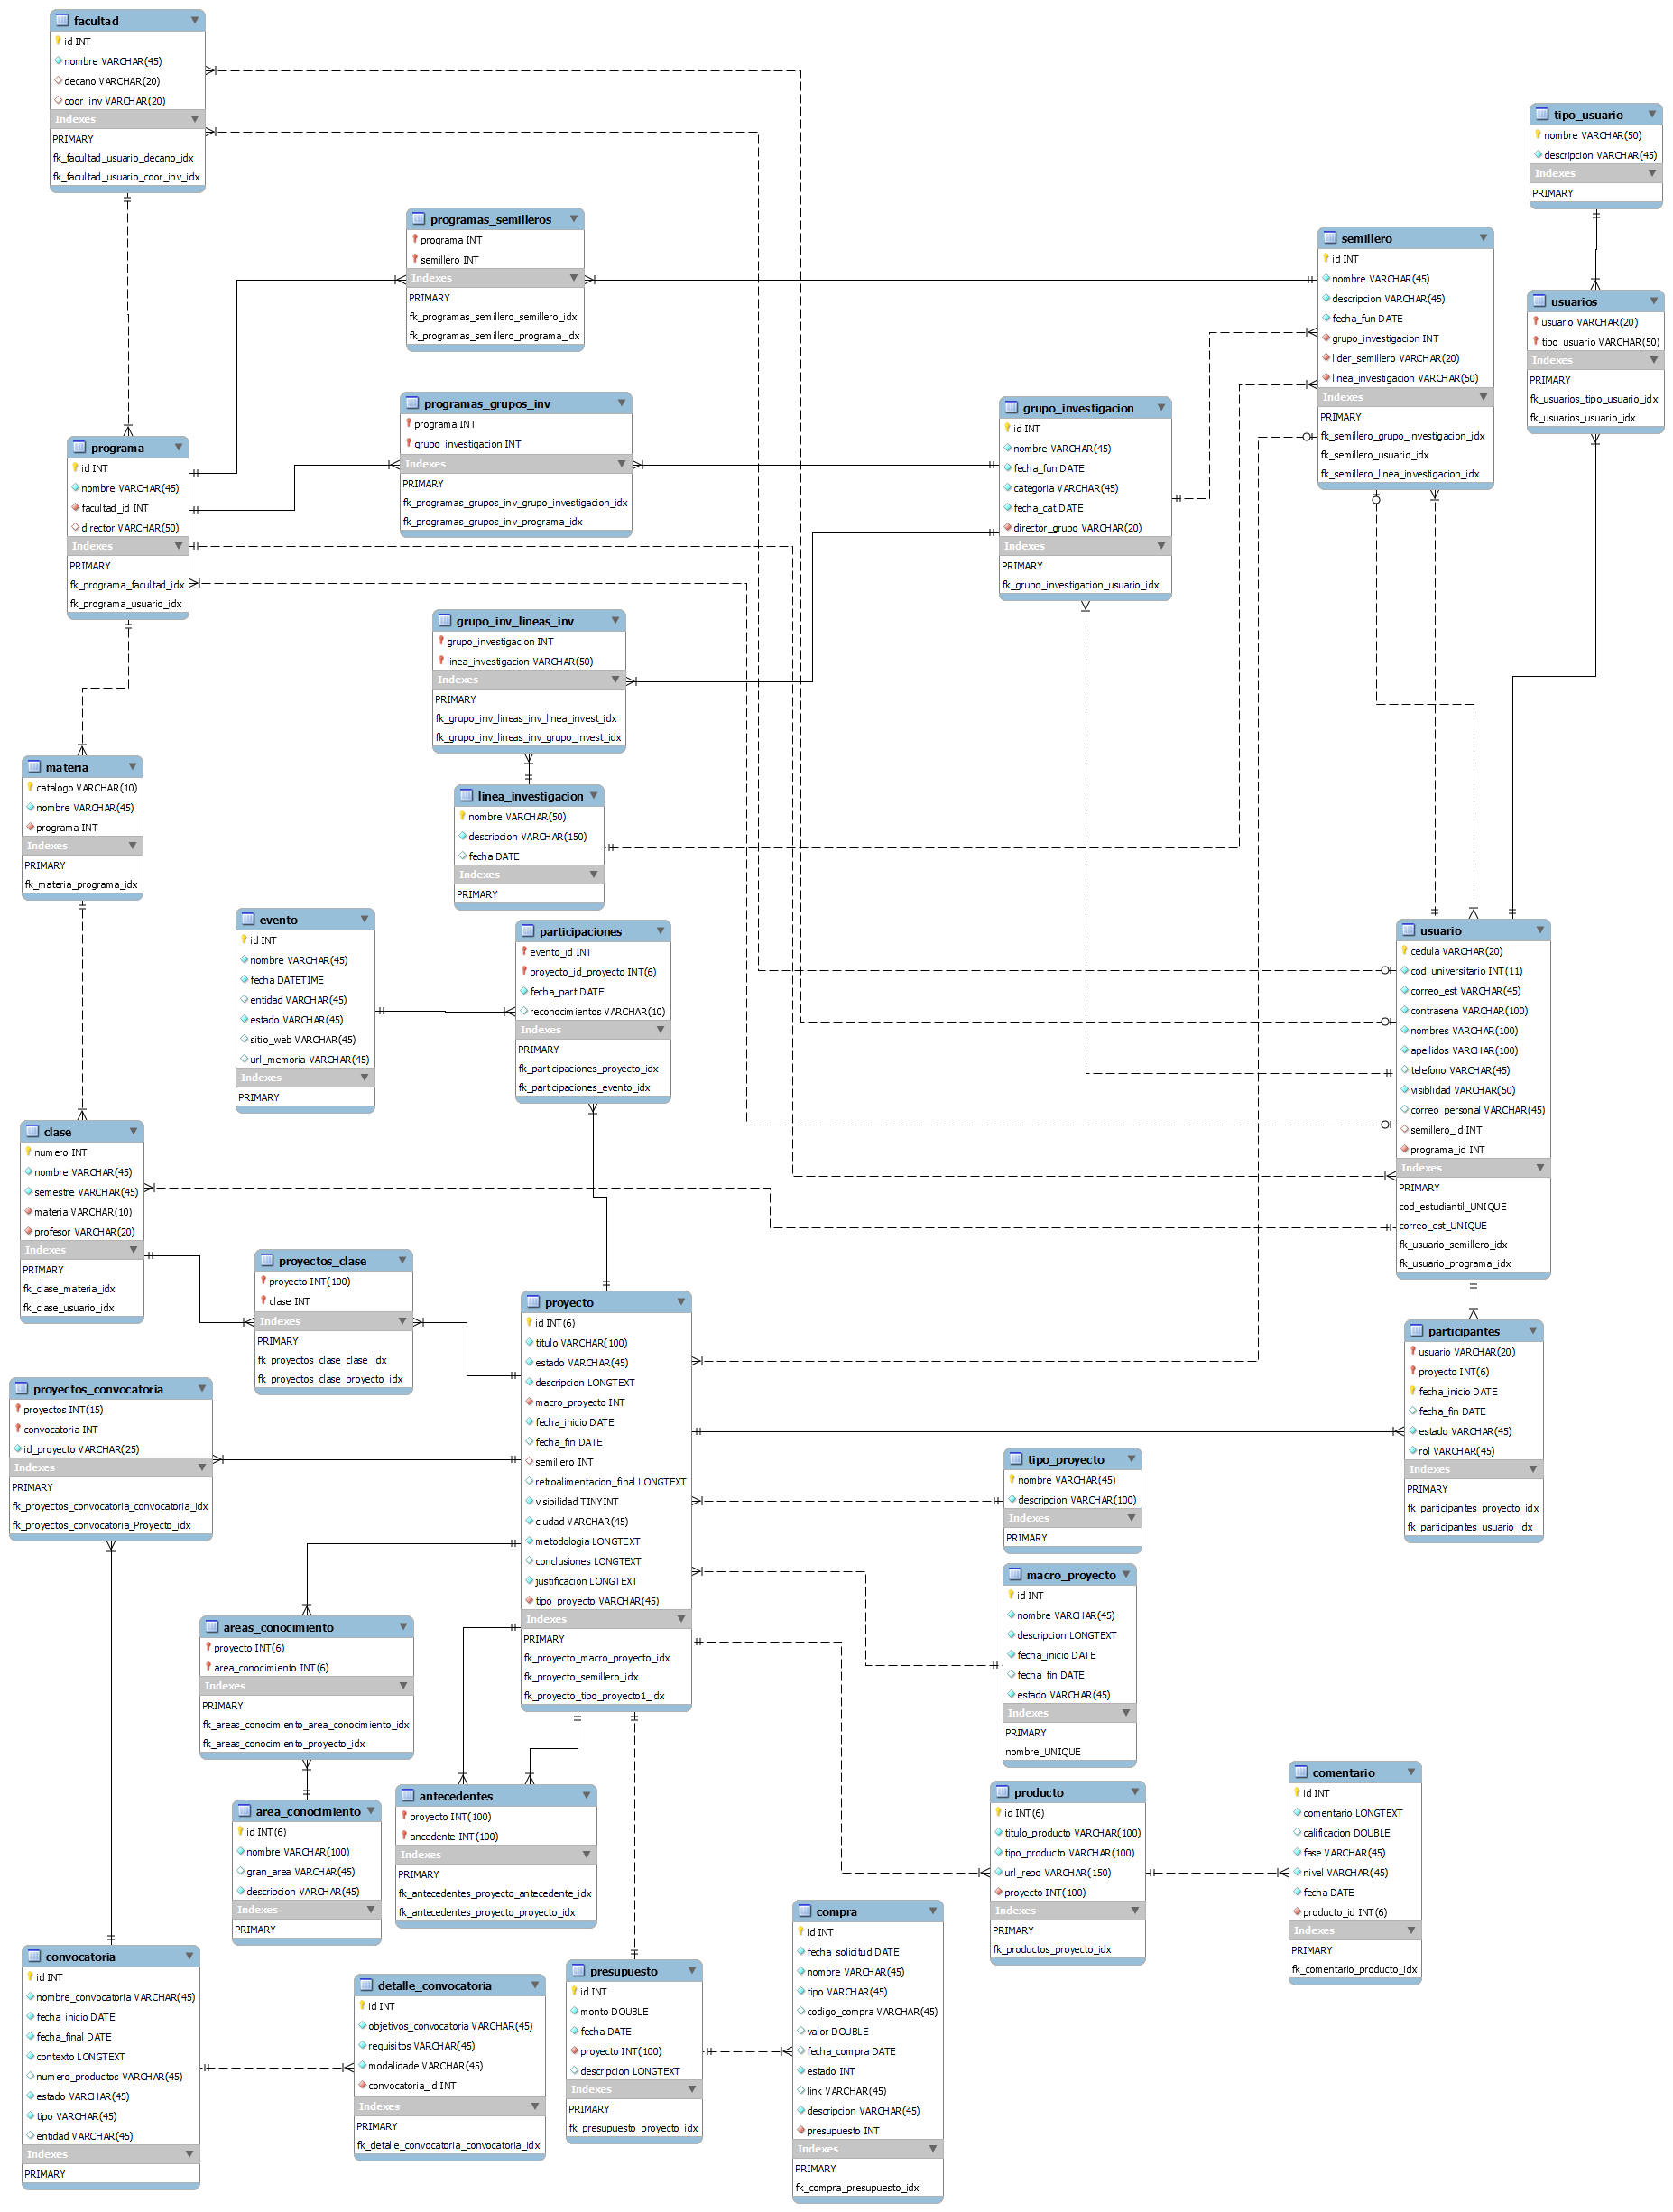 facultad
id INT
nombre VARCHAR(45)
decano VARCHAR(20)
coor_inv VARCHAR(20)
Indexes
PRIMARY
fk_facultad_usuario_decano_idx
fk_facultad_usuario_coor_inv_idx
tipo_usuario
nombre VARCHAR(50)
descripcion VARCHAR(45)
Indexes
PRIMARY
programas_semilleros
programa INT
semillero INT
Indexes
PRIMARY
fk_programas_semillero_semillero_idx
fk_programas_semillero_programa_idx
semillero
id INT
nombre VARCHAR(45)
descripcion VARCHAR(45)
fecha_fun DATE
grupo_investigacion INT
lider_semillero VARCHAR(20)
linea_investigacion VARCHAR(50)
Indexes
PRIMARY
fk_semillero_grupo_investigacion_idx
fk_semillero_usuario_idx
fk_semillero_linea_investigacion_idx
usuarios
usuario VARCHAR(20)
tipo_usuario VARCHAR(50)
Indexes
PRIMARY
fk_usuarios_tipo_usuario_idx
fk_usuarios_usuario_idx
programas_grupos_inv
programa INT
grupo_investigacion INT
Indexes
PRIMARY
fk_programas_grupos_inv_grupo_investigacion_idx
fk_programas_grupos_inv_programa_idx
grupo_investigacion
id INT
nombre VARCHAR(45)
fecha_fun DATE
categoria VARCHAR(45)
fecha_cat DATE
director_grupo VARCHAR(20)
Indexes
PRIMARY
fk_grupo_investigacion_usuario_idx
programa
id INT
nombre VARCHAR(45)
facultad_id INT
director VARCHAR(50)
Indexes
PRIMARY
fk_programa_facultad_idx
fk_programa_usuario_idx
grupo_inv_lineas_inv
grupo_investigacion INT
linea_investigacion VARCHAR(50)
Indexes
PRIMARY
fk_grupo_inv_lineas_inv_linea_invest_idx
fk_grupo_inv_lineas_inv_grupo_invest_idx
materia
catalogo VARCHAR(10)
nombre VARCHAR(45)
programa INT
Indexes
PRIMARY
fk_materia_programa_idx
linea_investigacion
nombre VARCHAR(50)
descripcion VARCHAR(150)
fecha DATE
Indexes
PRIMARY
evento
id INT
nombre VARCHAR(45)
fecha DATETIME
entidad VARCHAR(45)
estado VARCHAR(45)
sitio_web VARCHAR(45)
url_memoria VARCHAR(45)
Indexes
PRIMARY
participaciones
evento_id INT
proyecto_id_proyecto INT(6)
fecha_part DATE
reconocimientos VARCHAR(10)
Indexes
PRIMARY
fk_participaciones_proyecto_idx
fk_participaciones_evento_idx
usuario
cedula VARCHAR(20)
cod_universitario INT(11)
correo_est VARCHAR(45)
contrasena VARCHAR(100)
nombres VARCHAR(100)
apellidos VARCHAR(100)
telefono VARCHAR(45)
visiblidad VARCHAR(50)
correo_personal VARCHAR(45)
semillero_id INT
programa_id INT
Indexes
PRIMARY
cod_estudiantil_UNIQUE
correo_est_UNIQUE
fk_usuario_semillero_idx
fk_usuario_programa_idx
clase
numero INT
nombre VARCHAR(45)
semestre VARCHAR(45)
materia VARCHAR(10)
profesor VARCHAR(20)
Indexes
PRIMARY
fk_clase_materia_idx
fk_clase_usuario_idx
proyectos_clase
proyecto INT(100)
clase INT
Indexes
PRIMARY
fk_proyectos_clase_clase_idx
fk_proyectos_clase_proyecto_idx
proyecto
id INT(6)
titulo VARCHAR(100)
estado VARCHAR(45)
descripcion LONGTEXT
macro_proyecto INT
fecha_inicio DATE
fecha_fin DATE
semillero INT
retroalimentacion_final LONGTEXT
visibilidad TINYINT
ciudad VARCHAR(45)
metodologia LONGTEXT
conclusiones LONGTEXT
justificacion LONGTEXT
tipo_proyecto VARCHAR(45)
Indexes
PRIMARY
fk_proyecto_macro_proyecto_idx
fk_proyecto_semillero_idx
fk_proyecto_tipo_proyecto1_idx
participantes
usuario VARCHAR(20)
proyecto INT(6)
fecha_inicio DATE
fecha_fin DATE
estado VARCHAR(45)
rol VARCHAR(45)
Indexes
PRIMARY
fk_participantes_proyecto_idx
fk_participantes_usuario_idx
proyectos_convocatoria
proyectos INT(15)
convocatoria INT
id_proyecto VARCHAR(25)
Indexes
PRIMARY
fk_proyectos_convocatoria_convocatoria_idx
fk_proyectos_convocatoria_Proyecto_idx
tipo_proyecto
nombre VARCHAR(45)
descripcion VARCHAR(100)
Indexes
PRIMARY
macro_proyecto
id INT
nombre VARCHAR(45)
descripcion LONGTEXT
fecha_inicio DATE
fecha_fin DATE
estado VARCHAR(45)
Indexes
PRIMARY
nombre_UNIQUE
areas_conocimiento
proyecto INT(6)
area_conocimiento INT(6)
Indexes
PRIMARY
fk_areas_conocimiento_area_conocimiento_idx
fk_areas_conocimiento_proyecto_idx
antecedentes
proyecto INT(100)
ancedente INT(100)
Indexes
PRIMARY
fk_antecedentes_proyecto_antecedente_idx
fk_antecedentes_proyecto_proyecto_idx
area_conocimiento
id INT(6)
nombre VARCHAR(100)
gran_area VARCHAR(45)
descripcion VARCHAR(45)
Indexes
PRIMARY
producto
id INT(6)
titulo_producto VARCHAR(100)
tipo_producto VARCHAR(100)
url_repo VARCHAR(150)
proyecto INT(100)
Indexes
PRIMARY
fk_productos_proyecto_idx
comentario
id INT
comentario LONGTEXT
calificacion DOUBLE
fase VARCHAR(45)
nivel VARCHAR(45)
fecha DATE
producto_id INT(6)
Indexes
PRIMARY
fk_comentario_producto_idx
convocatoria
id INT
nombre_convocatoria VARCHAR(45)
fecha_inicio DATE
fecha_final DATE
contexto LONGTEXT
numero_productos VARCHAR(45)
estado VARCHAR(45)
tipo VARCHAR(45)
entidad VARCHAR(45)
Indexes
PRIMARY
detalle_convocatoria
id INT
objetivos_convocatoria VARCHAR(45)
requisitos VARCHAR(45)
modalidade VARCHAR(45)
convocatoria_id INT
Indexes
PRIMARY
fk_detalle_convocatoria_convocatoria_idx
presupuesto
id INT
monto DOUBLE
fecha DATE
proyecto INT(100)
descripcion LONGTEXT
Indexes
PRIMARY
fk_presupuesto_proyecto_idx
compra
id INT
fecha_solicitud DATE
nombre VARCHAR(45)
tipo VARCHAR(45)
codigo_compra VARCHAR(45)
valor DOUBLE
fecha_compra DATE
estado INT
link VARCHAR(45)
descripcion VARCHAR(45)
presupuesto INT
Indexes
PRIMARY
fk_compra_presupuesto_idx